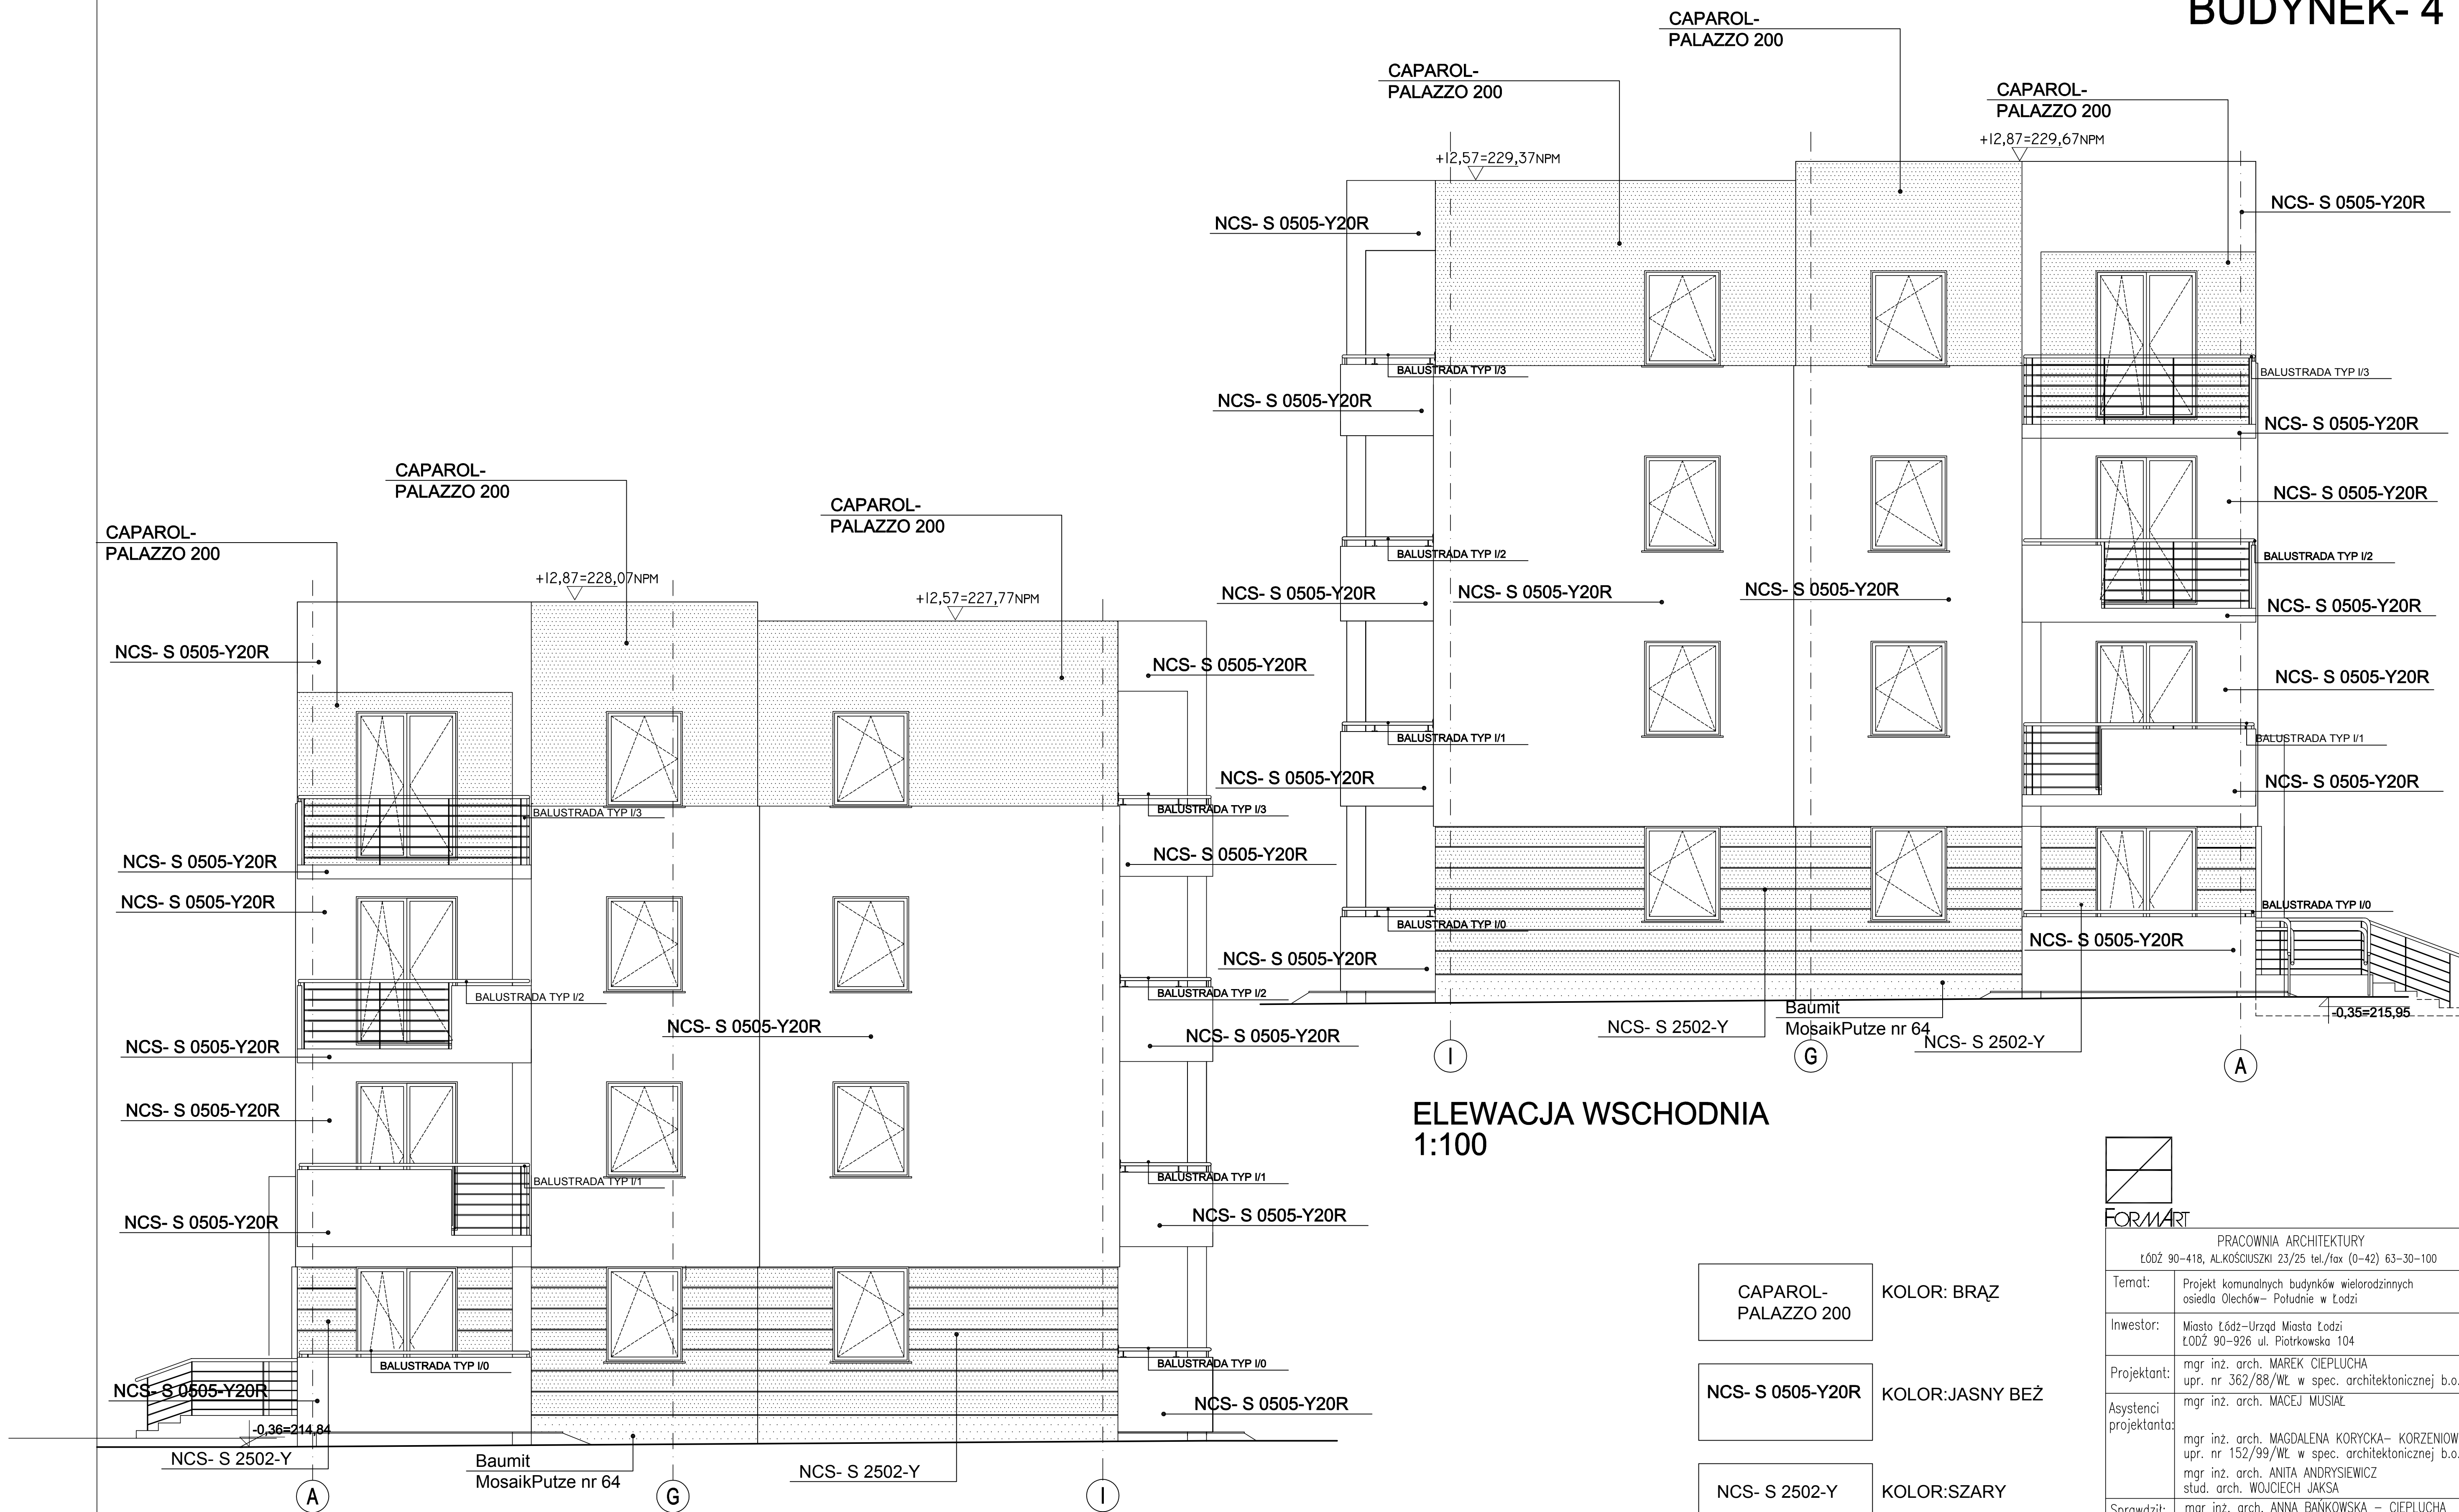 BUDYNEK- 4
CAPAROL-
PALAZZO 200
CAPAROL-
PALAZZO 200
CAPAROL-
PALAZZO 200
+12,57=229,37NPM
+12,87=229,67NPM
NCS- S 0505-Y20R
NCS- S 0505-Y20R
BALUSTRADA TYP I/3
BALUSTRADA TYP I/3
NCS- S 0505-Y20R
NCS- S 0505-Y20R
NCS- S 0505-Y20R
BALUSTRADA TYP I/2
BALUSTRADA TYP I/2
NCS- S 0505-Y20R
NCS- S 0505-Y20R
NCS- S 0505-Y20R
NCS- S 0505-Y20R
NCS- S 0505-Y20R
BALUSTRADA TYP I/1
BALUSTRADA TYP I/1
NCS- S 0505-Y20R
NCS- S 0505-Y20R
BALUSTRADA TYP I/0
BALUSTRADA TYP I/0
NCS- S 0505-Y20R
NCS- S 0505-Y20R
NCS- S 2502-Y
Baumit
MosaikPutze nr 64
NCS- S 2502-Y
-0,35=215,95
I
G
A
ELEWACJA WSCHODNIA
1:100
CAPAROL-
PALAZZO 200
CAPAROL-
PALAZZO 200
CAPAROL-
PALAZZO 200
+12,87=228,07NPM
+12,57=227,77NPM
NCS- S 0505-Y20R
NCS- S 0505-Y20R
BALUSTRADA TYP I/3
BALUSTRADA TYP I/3
NCS- S 0505-Y20R
NCS- S 0505-Y20R
NCS- S 0505-Y20R
BALUSTRADA TYP I/2
BALUSTRADA TYP I/2
NCS- S 0505-Y20R
NCS- S 0505-Y20R
NCS- S 0505-Y20R
NCS- S 0505-Y20R
BALUSTRADA TYP I/1
BALUSTRADA TYP I/1
NCS- S 0505-Y20R
NCS- S 0505-Y20R
BALUSTRADA TYP I/0
BALUSTRADA TYP I/0
NCS- S 0505-Y20R
NCS- S 0505-Y20R
-0,36=214,84
NCS- S 2502-Y
Baumit
MosaikPutze nr 64
NCS- S 2502-Y
A
G
I
CAPAROL-
PALAZZO 200
KOLOR: BRĄZ
NCS- S 0505-Y20R
KOLOR:JASNY BEŻ
NCS- S 2502-Y
KOLOR:SZARY
FORMART
PRACOWNIA ARCHITEKTURY
ŁÓDŹ 90-418, AL.KOŚCIUSZKI 23/25 tel./fax (0-42) 63-30-100
Temat:
Projekt komunalnych budynków wielorodzinnych
osiedla Olechów- Południe w Łodzi
Inwestor:
Miasto Łódź-Urząd Miasta Łodzi
ŁODŹ 90-926 ul. Piotrkowska 104
Projektant:
mgr inż. arch. MAREK CIEPLUCHA
upr. nr 362/88/WŁ w spec. architektonicznej b.o.
Asystenci
projektanta:
mgr inż. arch. MACEJ MUSIAŁ
mgr inż. arch. MAGDALENA KORYCKA- KORZENIOW
upr. nr 152/99/WŁ w spec. architektonicznej b.o.
mgr inż. arch. ANITA ANDRYSIEWICZ
stud. arch. WOJCIECH JAKSA
Sprawdził:
mgr inż. arch. ANNA BAŃKOWSKA - CIEPLUCHA